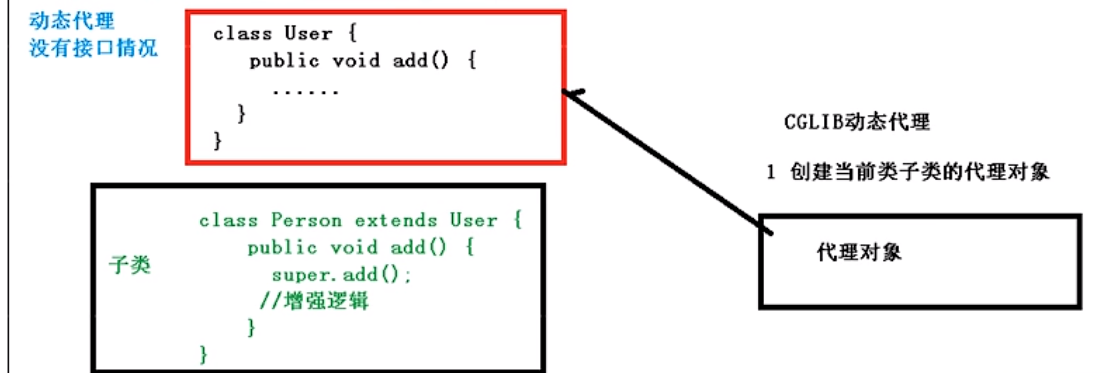 动态代理
没有接口情况
class User {
public void add() {
......
}
}
CGLIB动态代理
1 创建当前类子类的代理对象
代理对象
子类
class Person extends User {
public void add() {
super.add();
//增强逻辑
}
}